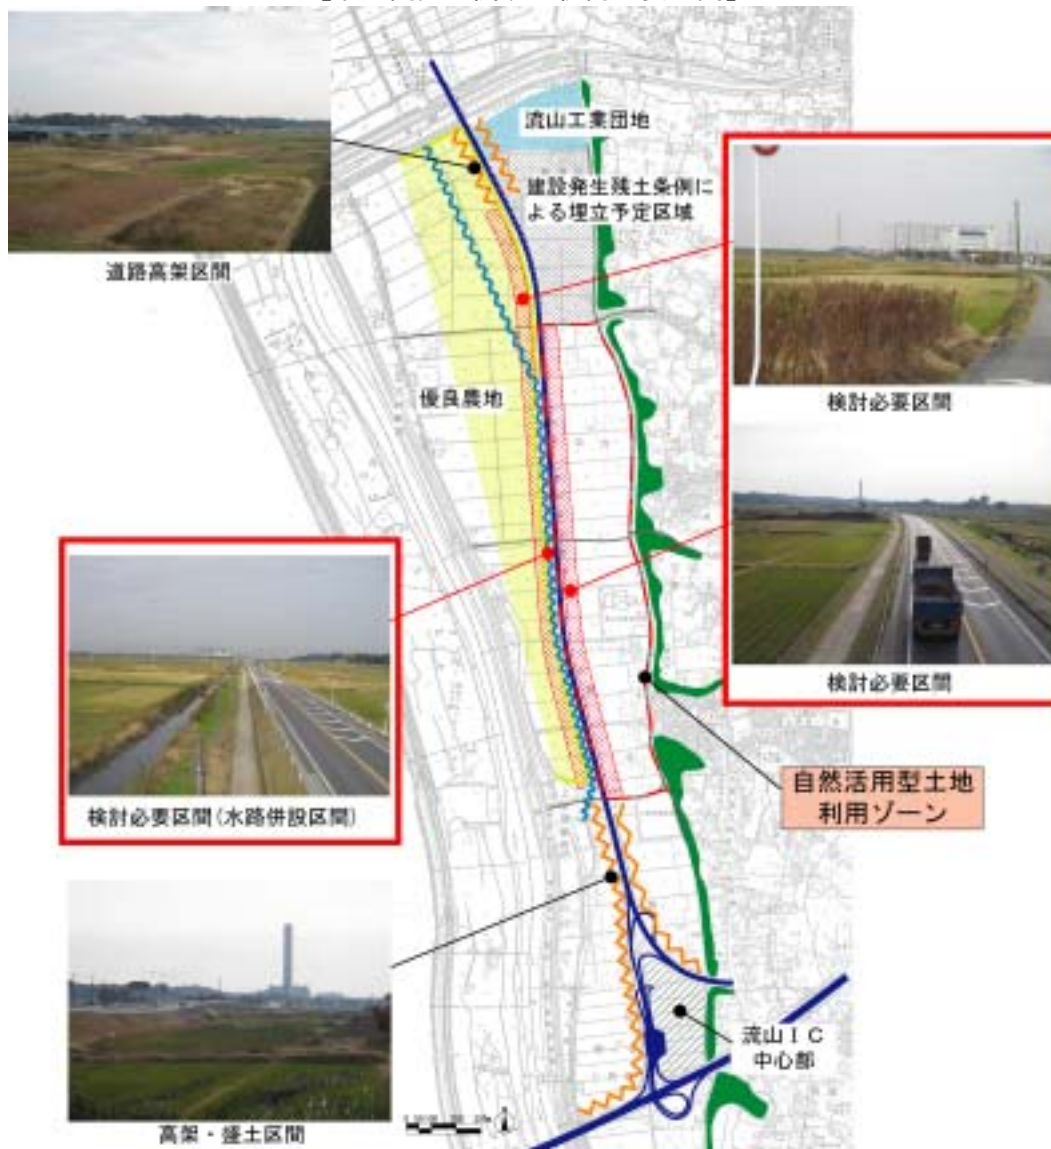 流山工業団地
建設発生残土条例に
よる埋立予定区域
道路高架区間
検討必要区間
優良農地
検討必要区間
自然活用型土地
利用ゾーン
検討必要区間(水路併設区間)
流山IC
中心部
高架・盛土区間